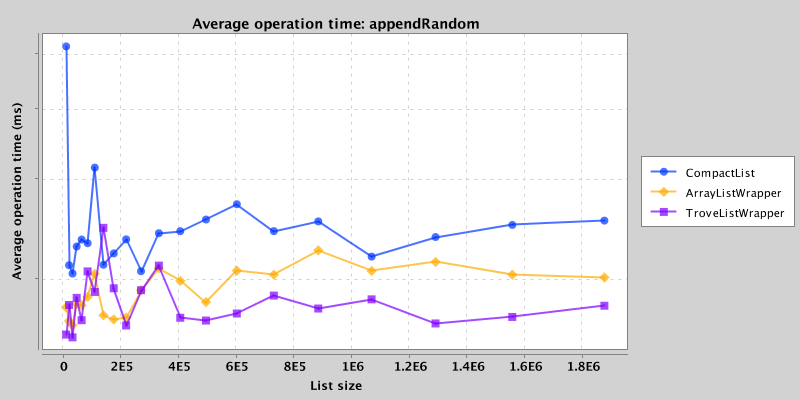 Average operation time: appendRandom
Average operation time (ms)
CompactList
ArrayListWrapper
TroveListWrapper
0 2E5 4E5 6E5 8E5 1E6 1.2E6 1.4E6 1.6E6 1.8E6
List size